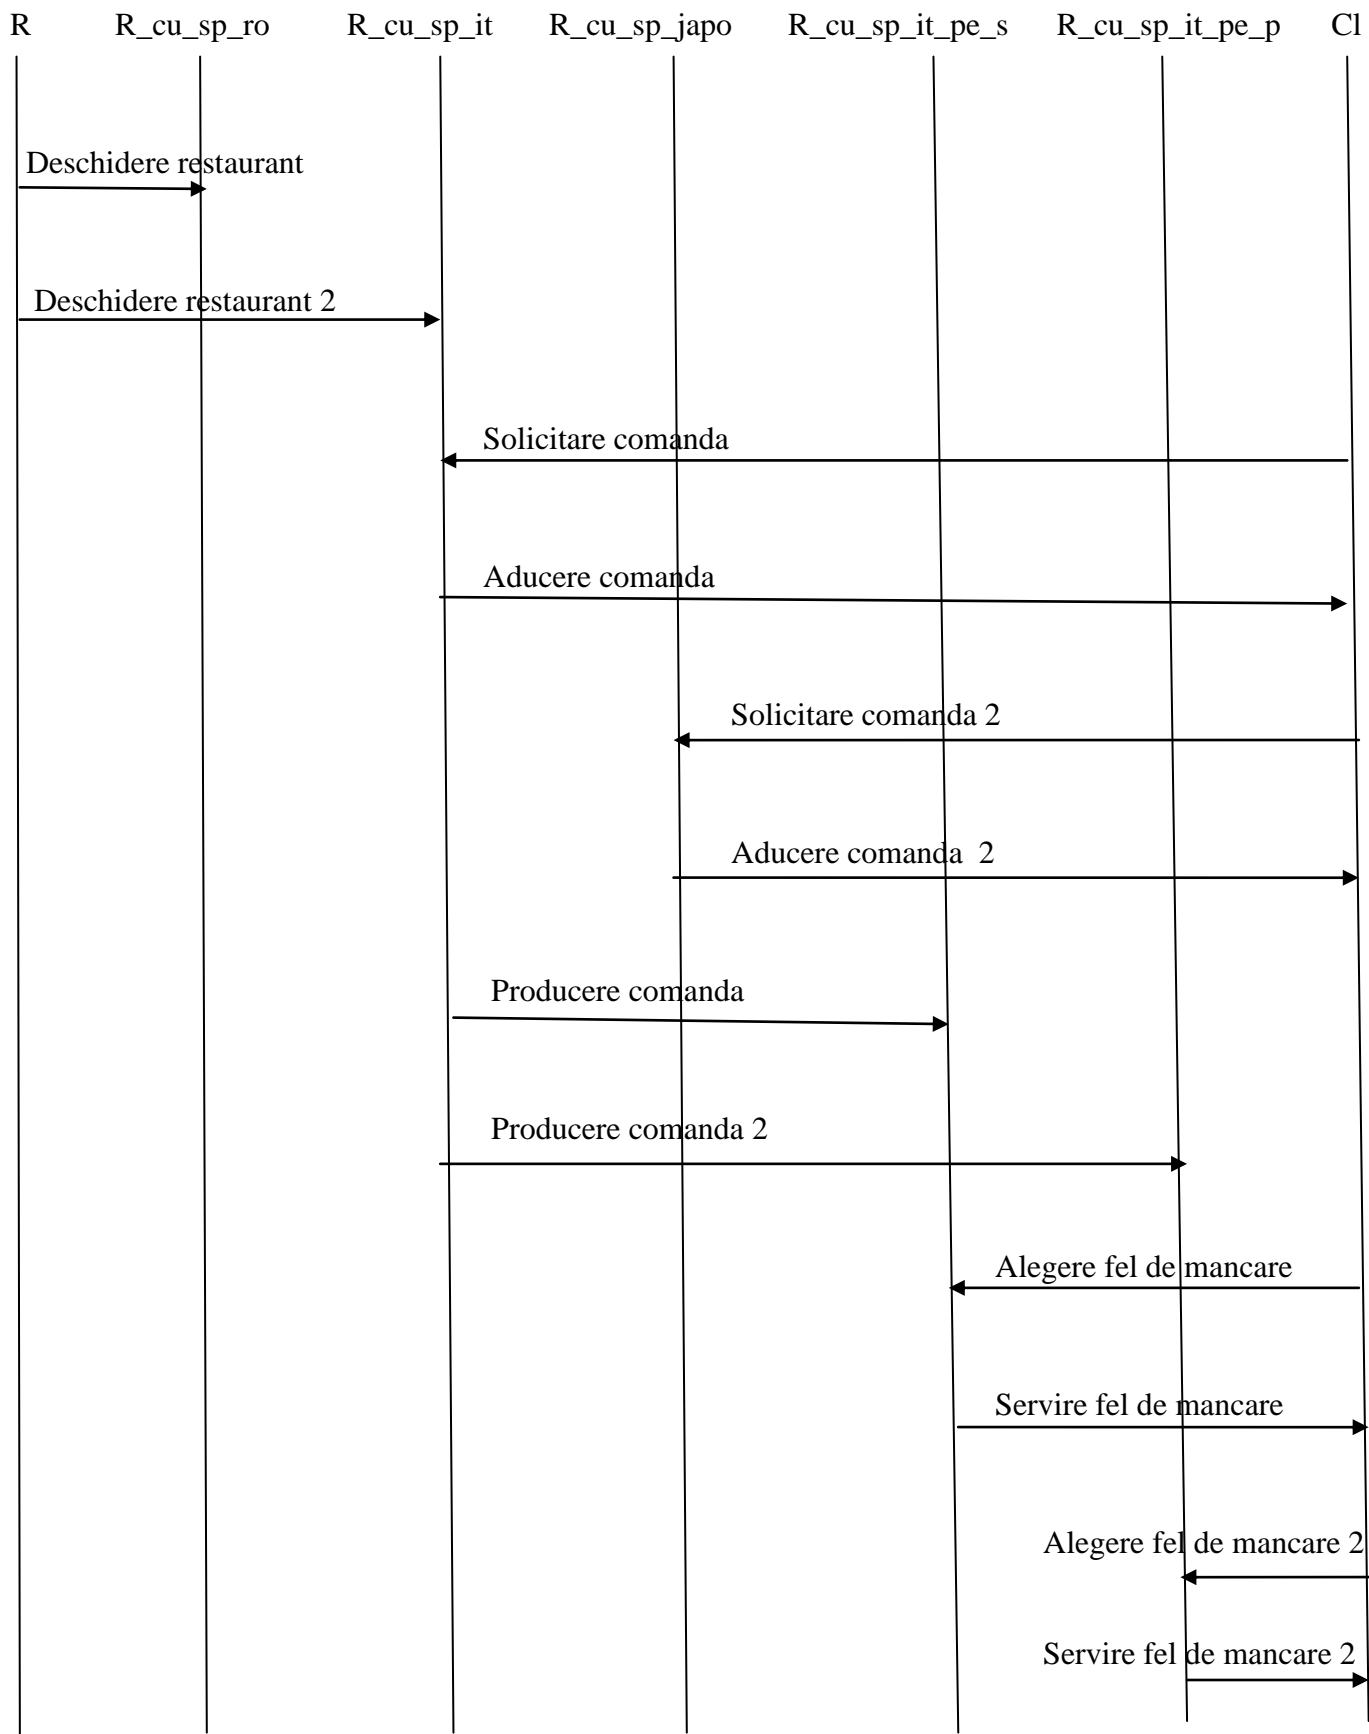 R R_cu_sp_ro R_cu_sp_it R_cu_sp_japo R_cu_sp_it_pe_s R_cu_sp_it_pe_p Cl
Deschidere restaurant
Deschidere restaurant 2
Solicitare comanda
Aducere comanda
Solicitare comanda 2
Aducere comanda 2
Producere comanda
Producere comanda 2
Alegere fel de mancare
Servire fel de mancare
Alegere fel de mancare 2
Servire fel de mancare 2